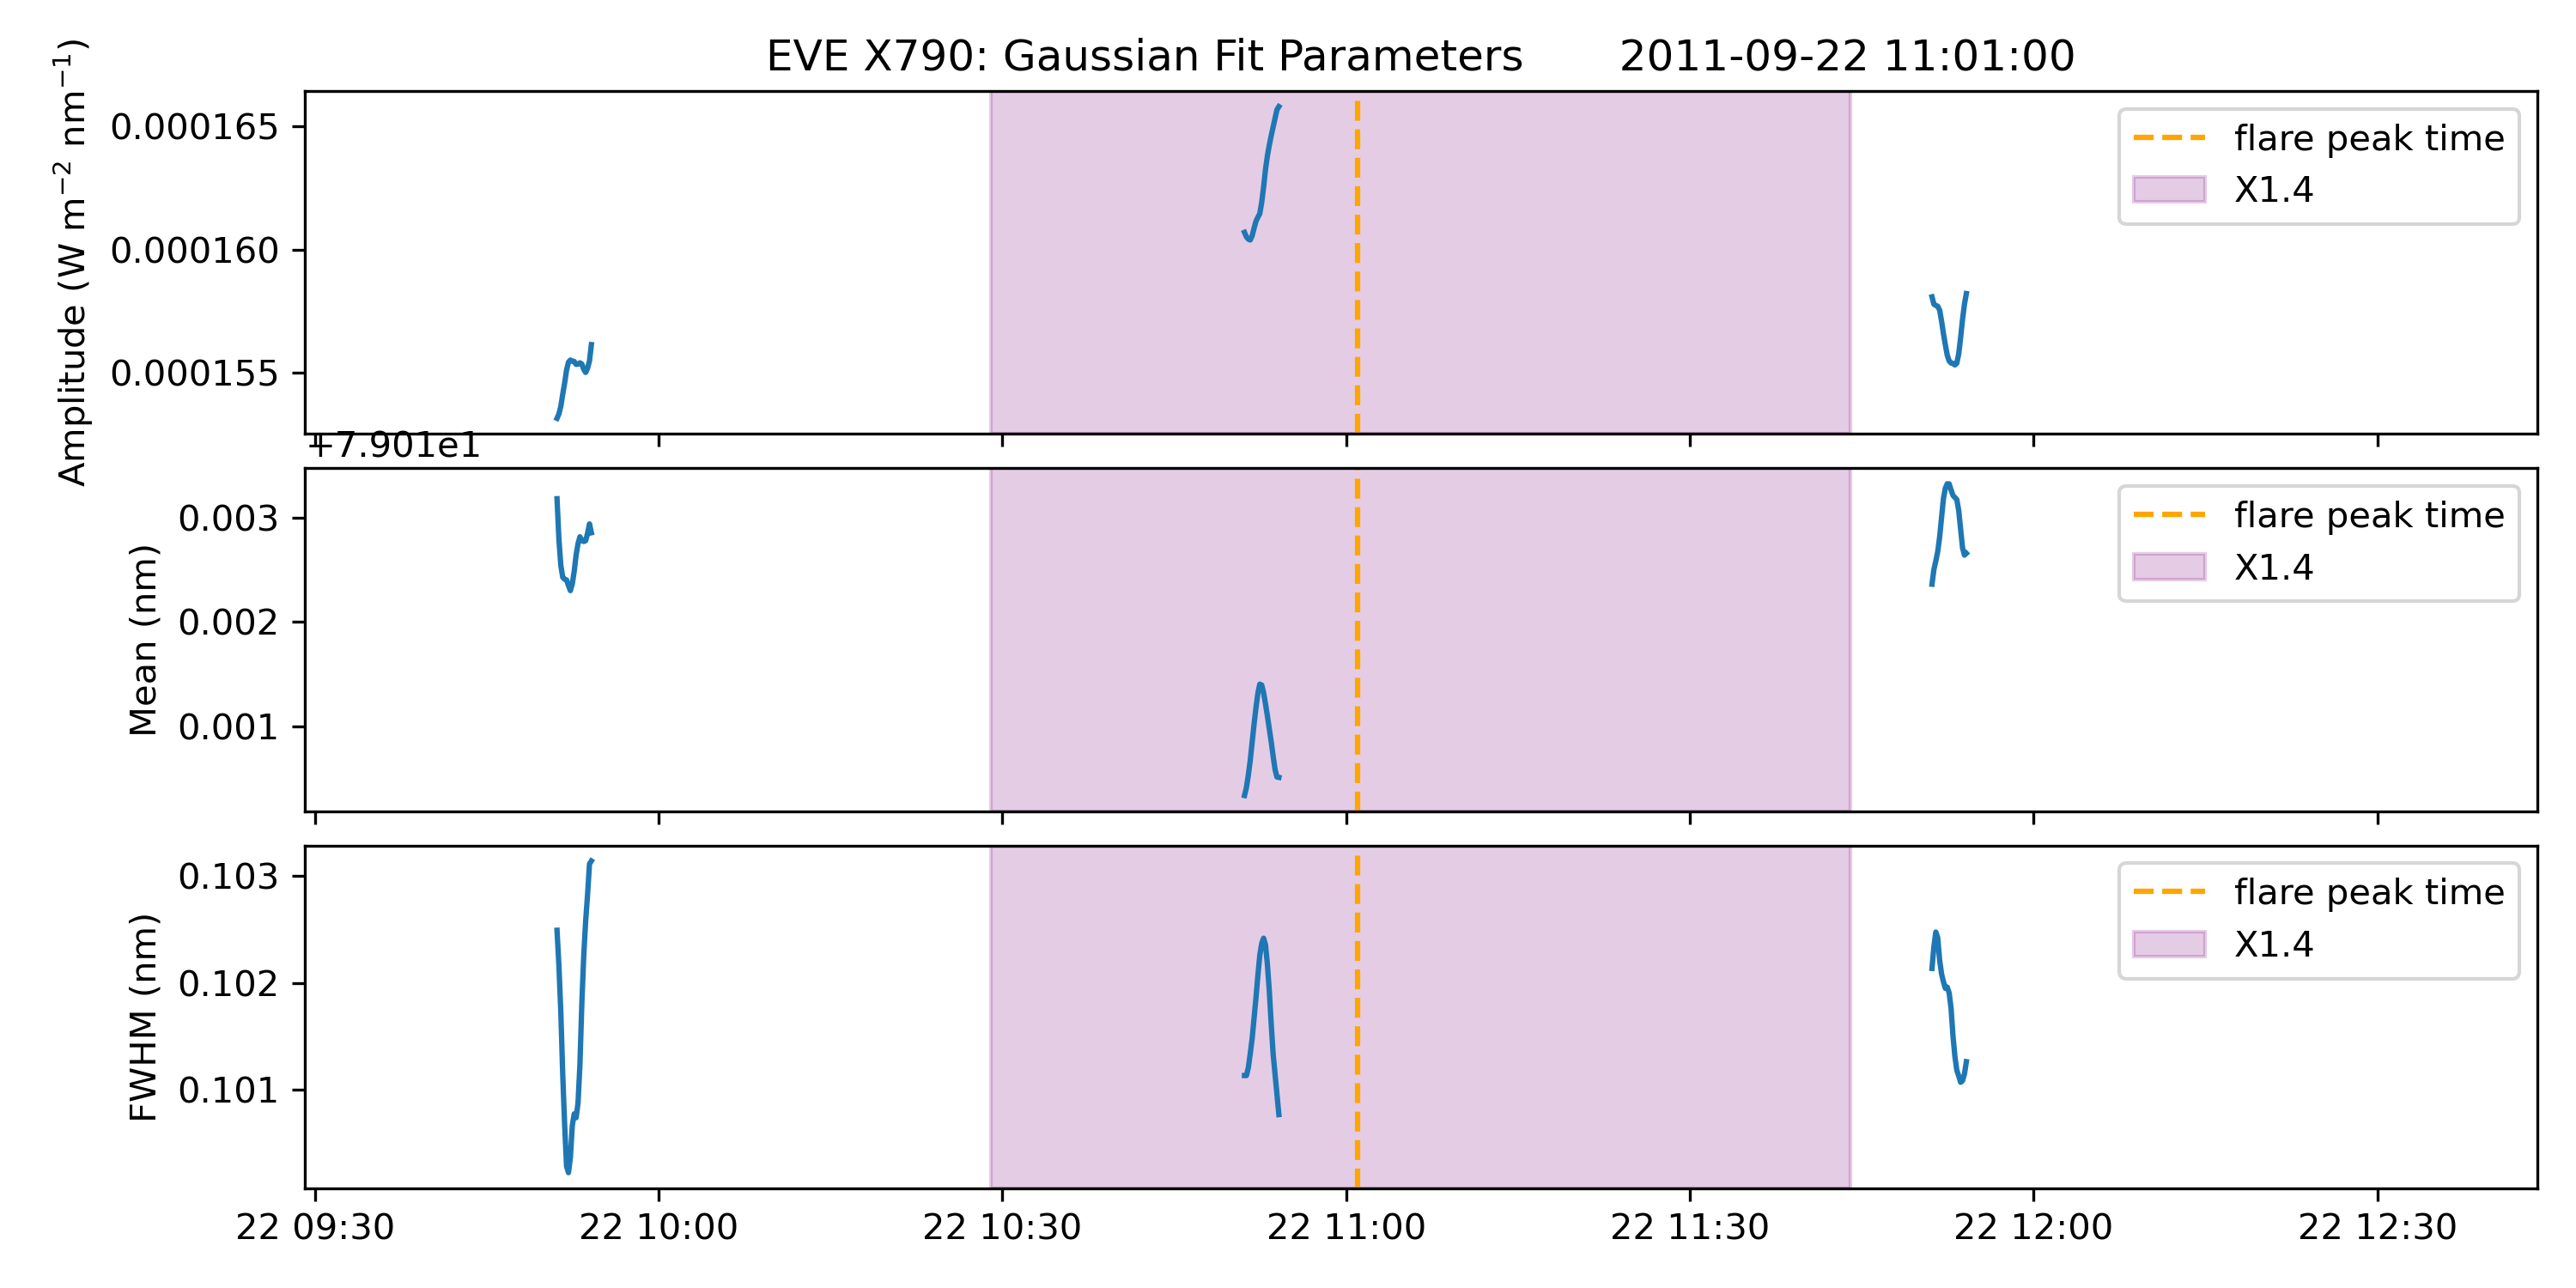 EVE X790: Gaussian Fit Parameters 2011-09-22 11:01:00
Amplitude (W m⁻² nm⁻¹)
0.000165
0.000160
0.000155
flare peak time
X1.4
+7.901e1
Mean (nm)
0.003
0.002
0.001
flare peak time
X1.4
FWHM (nm)
0.103
0.102
0.101
flare peak time
X1.4
22 09:30 22 10:00 22 10:30 22 11:00 22 11:30 22 12:00 22 12:30